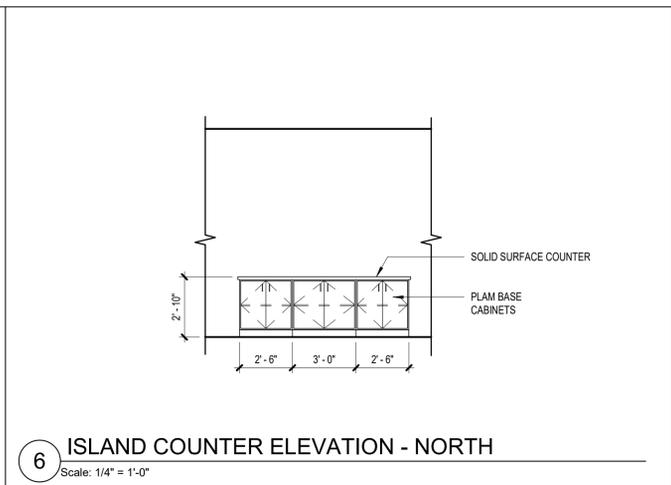 SOLID SURFACE COUNTER
PLAM BASE
CABINETS
2' - 10"
2' - 6"
3' - 0"
2' - 6"
6
ISLAND COUNTER ELEVATION - NORTH
Scale: 1/4" = 1'-0"